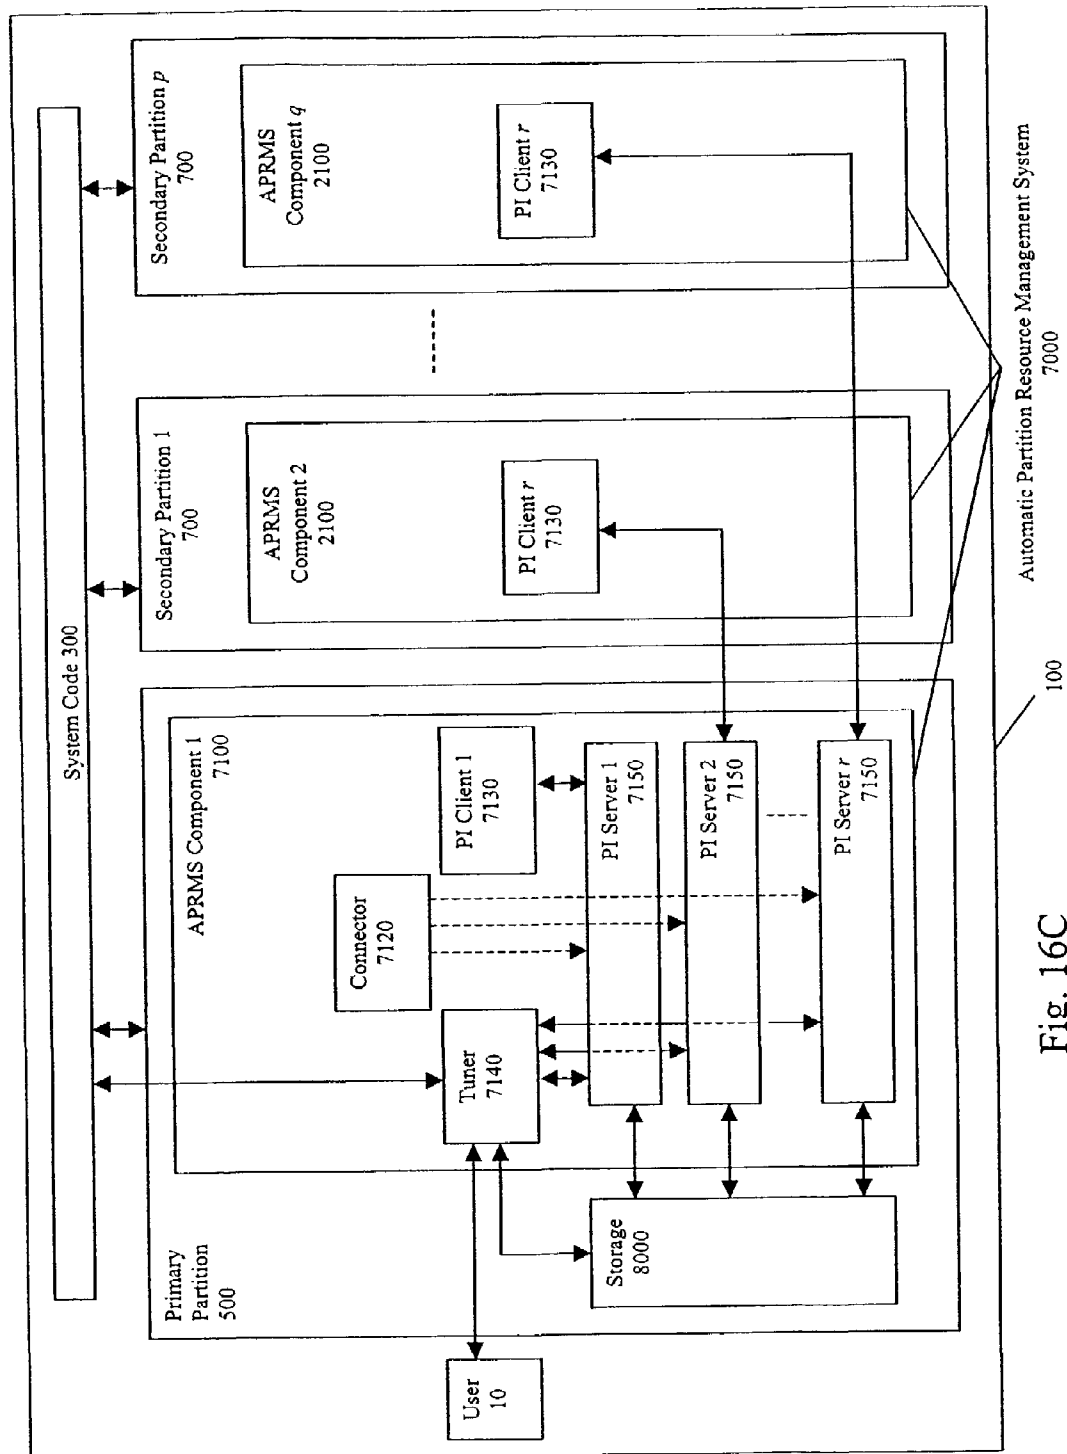 System Code 300
Primary
Partition
500
APRMS Component 1
7100
Tuner
7140
Connector
7120
PI Client 1
7130
PI Server 1
7150
PI Server 2
7150
PI Server r
7150
Storage
8000
User
10
Secondary Partition 1
700
APRMS
Component 2
2100
PI Client r
7130
Secondary Partition p
700
APRMS
Component q
2100
PI Client r
7130
100
Automatic Partition Resource Management System
7000
Fig. 16C